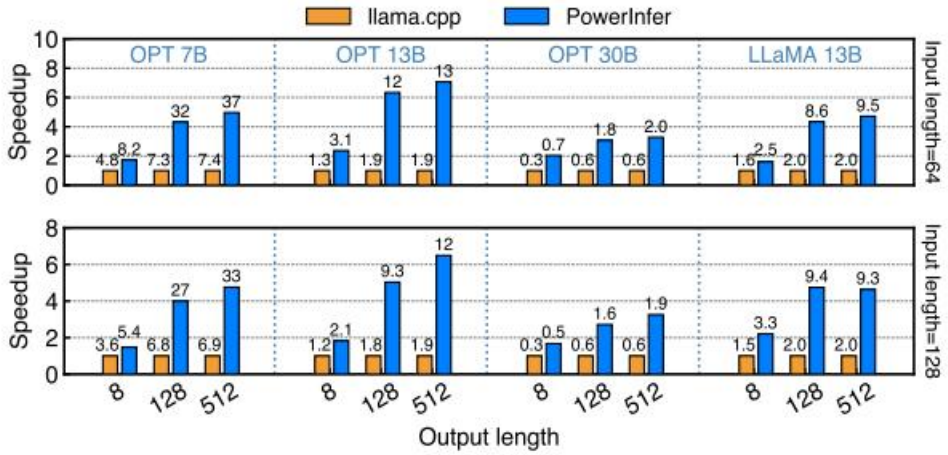 llama.cpp PowerInfer
10
8
6
4
2
0
Speedup
OPT 7B OPT 13B OPT 30B LLaMA 13B
4.8 8.2 7.3 32 7.4 37
1.3 3.1 1.9 12 1.9 13
0.3 0.7 0.6 1.8 0.6 2.0
1.6 2.5 2.0 8.6 2.0 9.5
Input length=64
8
6
4
2
0
Speedup
3.6 5.4 6.8 27 6.9 33
1.2 2.1 1.8 9.3 1.9 12
0.3 0.5 0.6 1.6 0.6 1.9
1.5 3.3 2.0 9.4 2.0 9.3
Input length=128
8 128 512 8 128 512 8 128 512 8 128 512
Output length